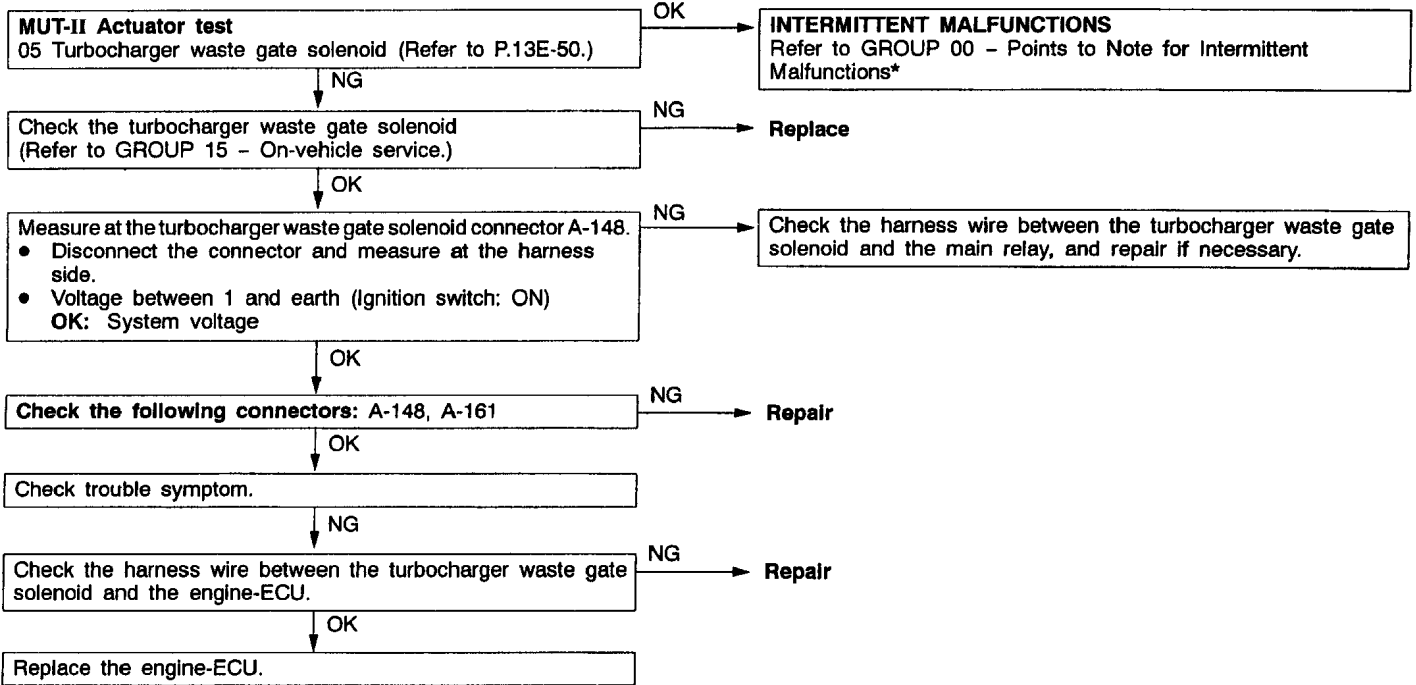 MUT-II Actuator test
05 Turbocharger waste gate solenoid (Refer to P.13E-50.)
OK
INTERMITTENT MALFUNCTIONS
Refer to GROUP 00 – Points to Note for Intermittent
Malfunctions*
NG
Check the turbocharger waste gate solenoid
(Refer to GROUP 15 – On-vehicle service.)
NG
Replace
OK
Measure at the turbocharger waste gate solenoid connector A-148.
● Disconnect the connector and measure at the harness
side.
● Voltage between 1 and earth (Ignition switch: ON)
OK: System voltage
NG
Check the harness wire between the turbocharger waste gate
solenoid and the main relay, and repair if necessary.
OK
Check the following connectors: A-148, A-161
NG
Repair
OK
Check trouble symptom.
NG
Check the harness wire between the turbocharger waste gate
solenoid and the engine-ECU.
NG
Repair
OK
Replace the engine-ECU.